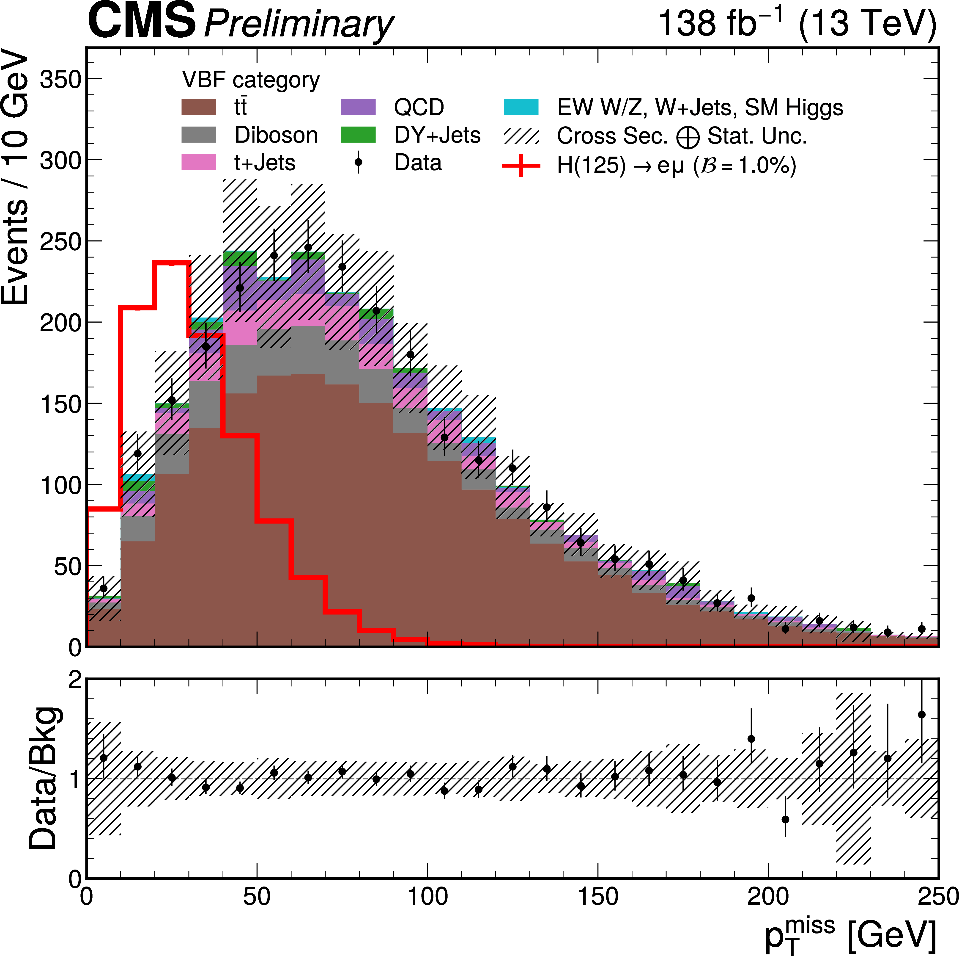 CMS Preliminary 138 fb⁻¹ (13 TeV)
Events / 10 GeV
350
300
250
200
150
100
50
0
VBF category
tt̄ QCD EW W/Z, W+Jets, SM Higgs
Diboson DY+Jets Cross Sec. ⊕ Stat. Unc.
t+Jets Data H(125) → eμ (ℬ = 1.0%)
Data/Bkg
2
1
0
0 50 100 150 200 250
p_T^miss [GeV]